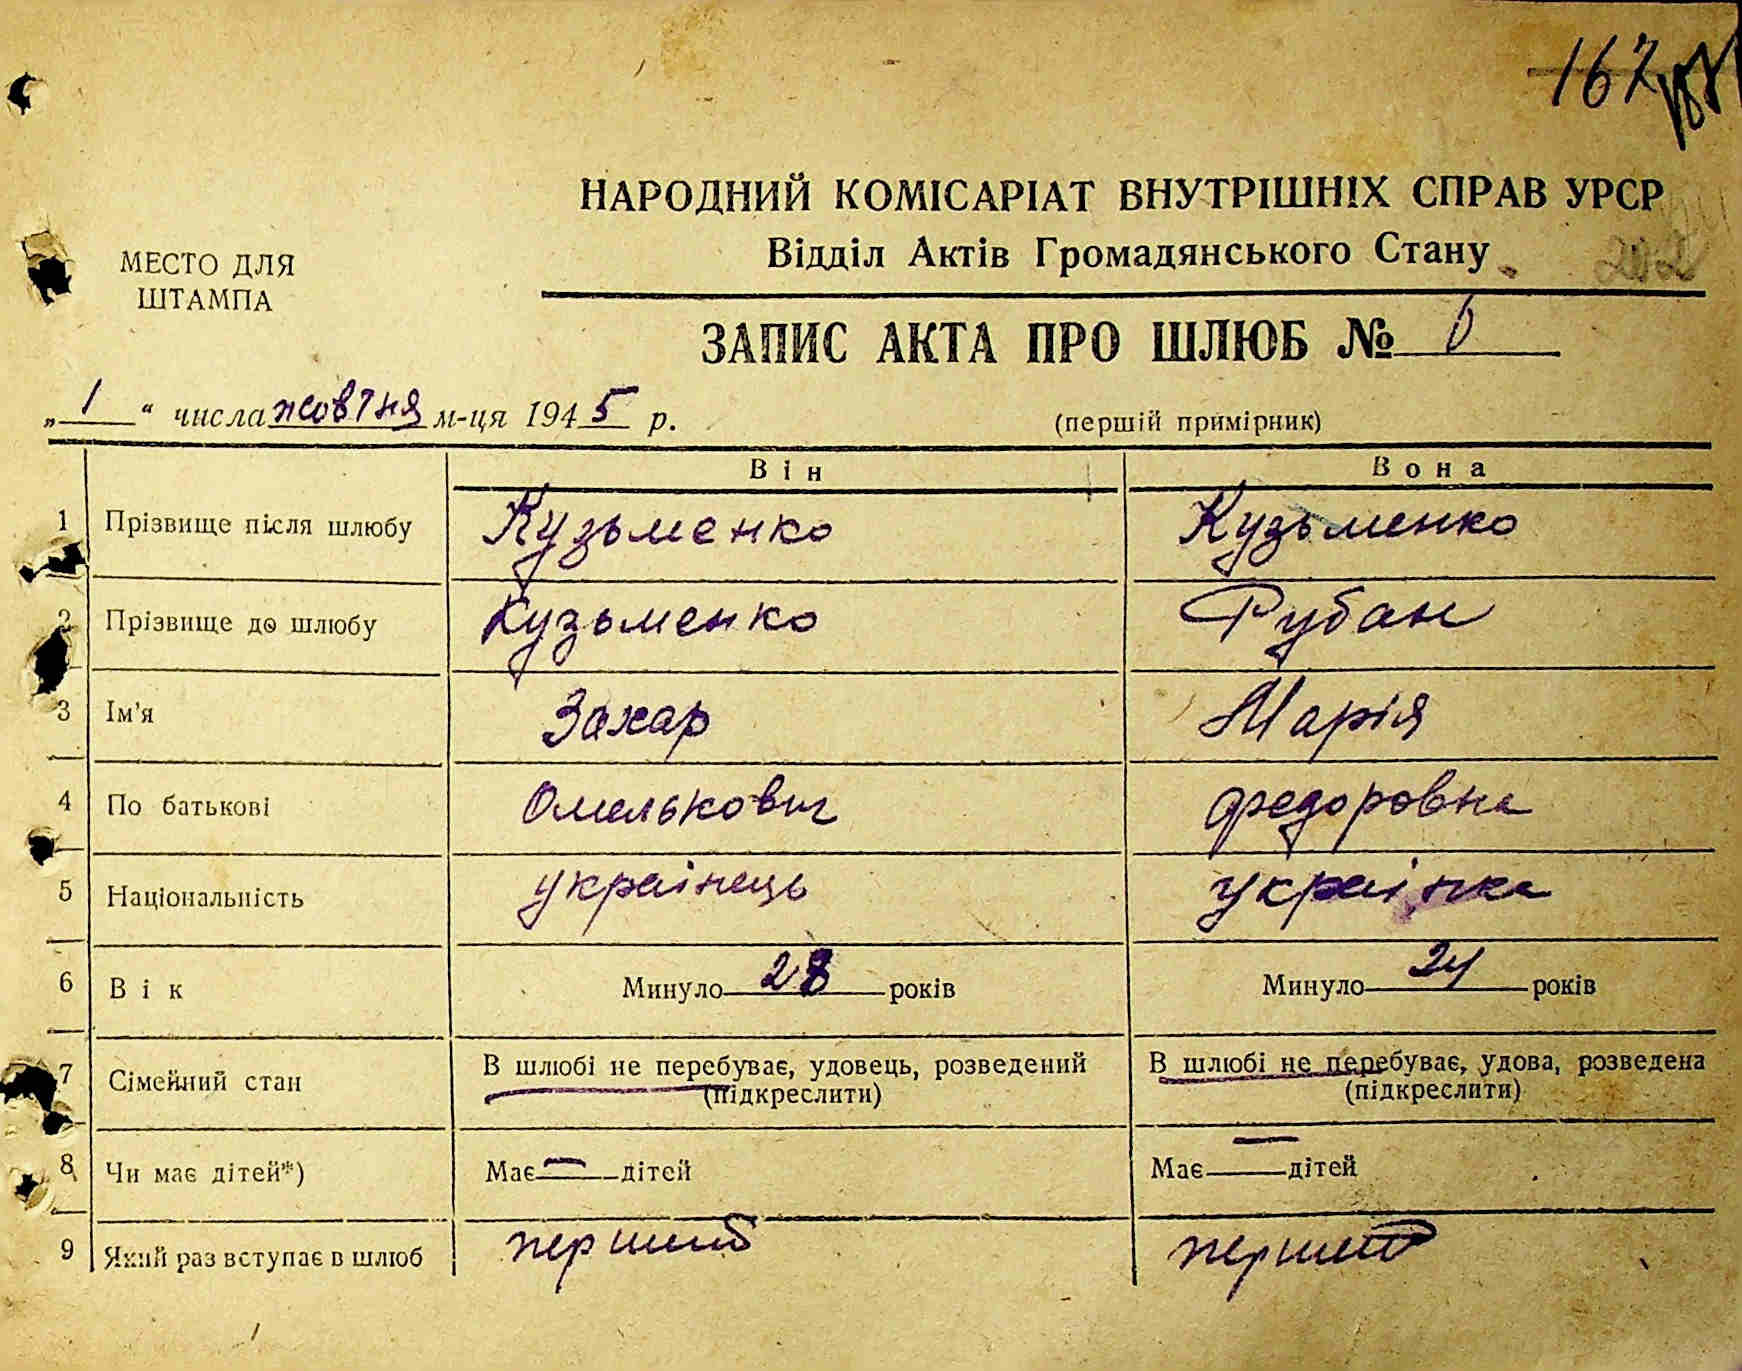 167
НАРОДНИЙ КОМІСАРІАТ ВНУТРІШНІХ СПРАВ УРСР
Відділ Актів Громадянського Стану
202
МЕСТО ДЛЯ
ШТАМПА
ЗАПИС АКТА ПРО ШЛЮБ № 6
„ 1 “ числа жовтня м-ця 1945 р.
(першій примірник)
Він Вона
1 Прізвище після шлюбу Кузьменко Кузьменко
2 Прізвище до шлюбу Кузьменко Рубан
3 Ім'я Захар Марія
4 По батькові Омелькович Федоровна
5 Національність українець українка
6 Вік Минуло 28 років Минуло 24 років
7 Сімейний стан В шлюбі не перебуває, удовець, розведений В шлюбі не перебуває, удова, розведена
(підкреслити) (підкреслити)
8 Чи має дітей*) Має — дітей Має — дітей
9 Який раз вступає в шлюб перший перший